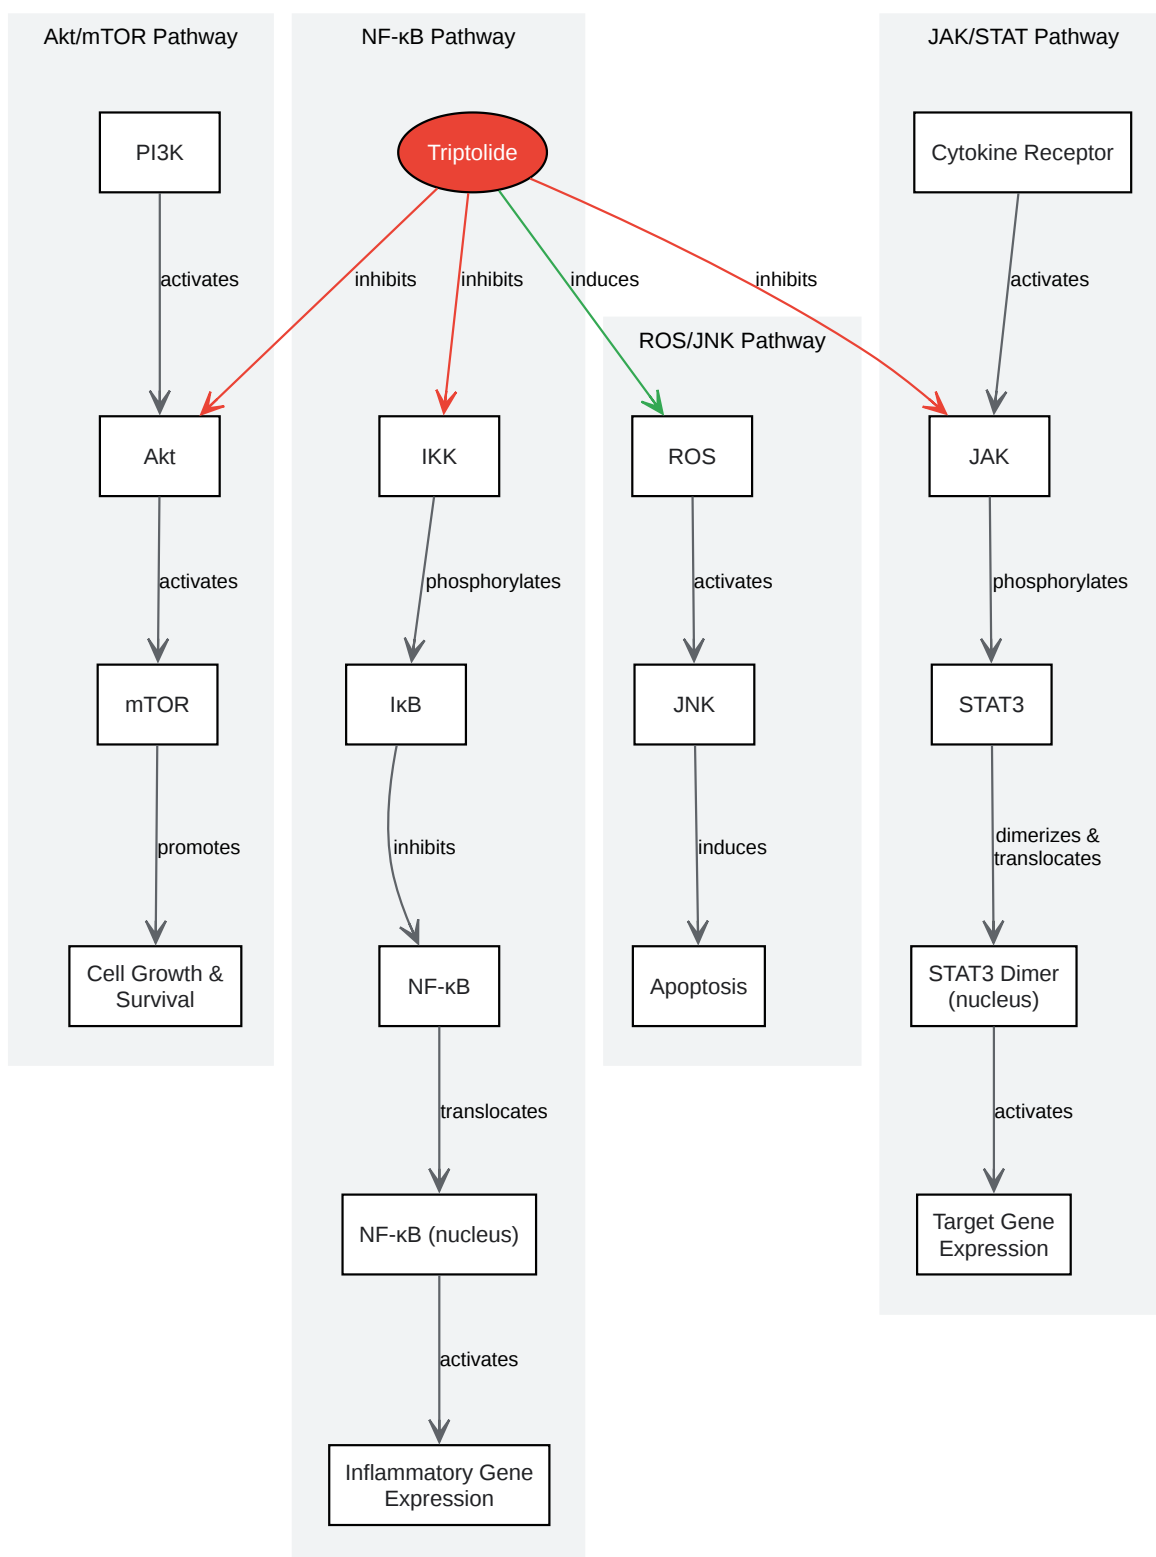 Akt/mTOR Pathway
NF-κB Pathway
JAK/STAT Pathway
PI3K
Triptolide
Cytokine Receptor
activates
inhibits
inhibits
induces
inhibits
activates
ROS/JNK Pathway
Akt
IKK
ROS
JAK
activates
phosphorylates
activates
phosphorylates
mTOR
IκB
JNK
STAT3
promotes
inhibits
induces
dimerizes &
translocates
Cell Growth &
Survival
NF-κB
Apoptosis
STAT3 Dimer
(nucleus)
translocates
activates
NF-κB (nucleus)
Target Gene
Expression
activates
Inflammatory Gene
Expression